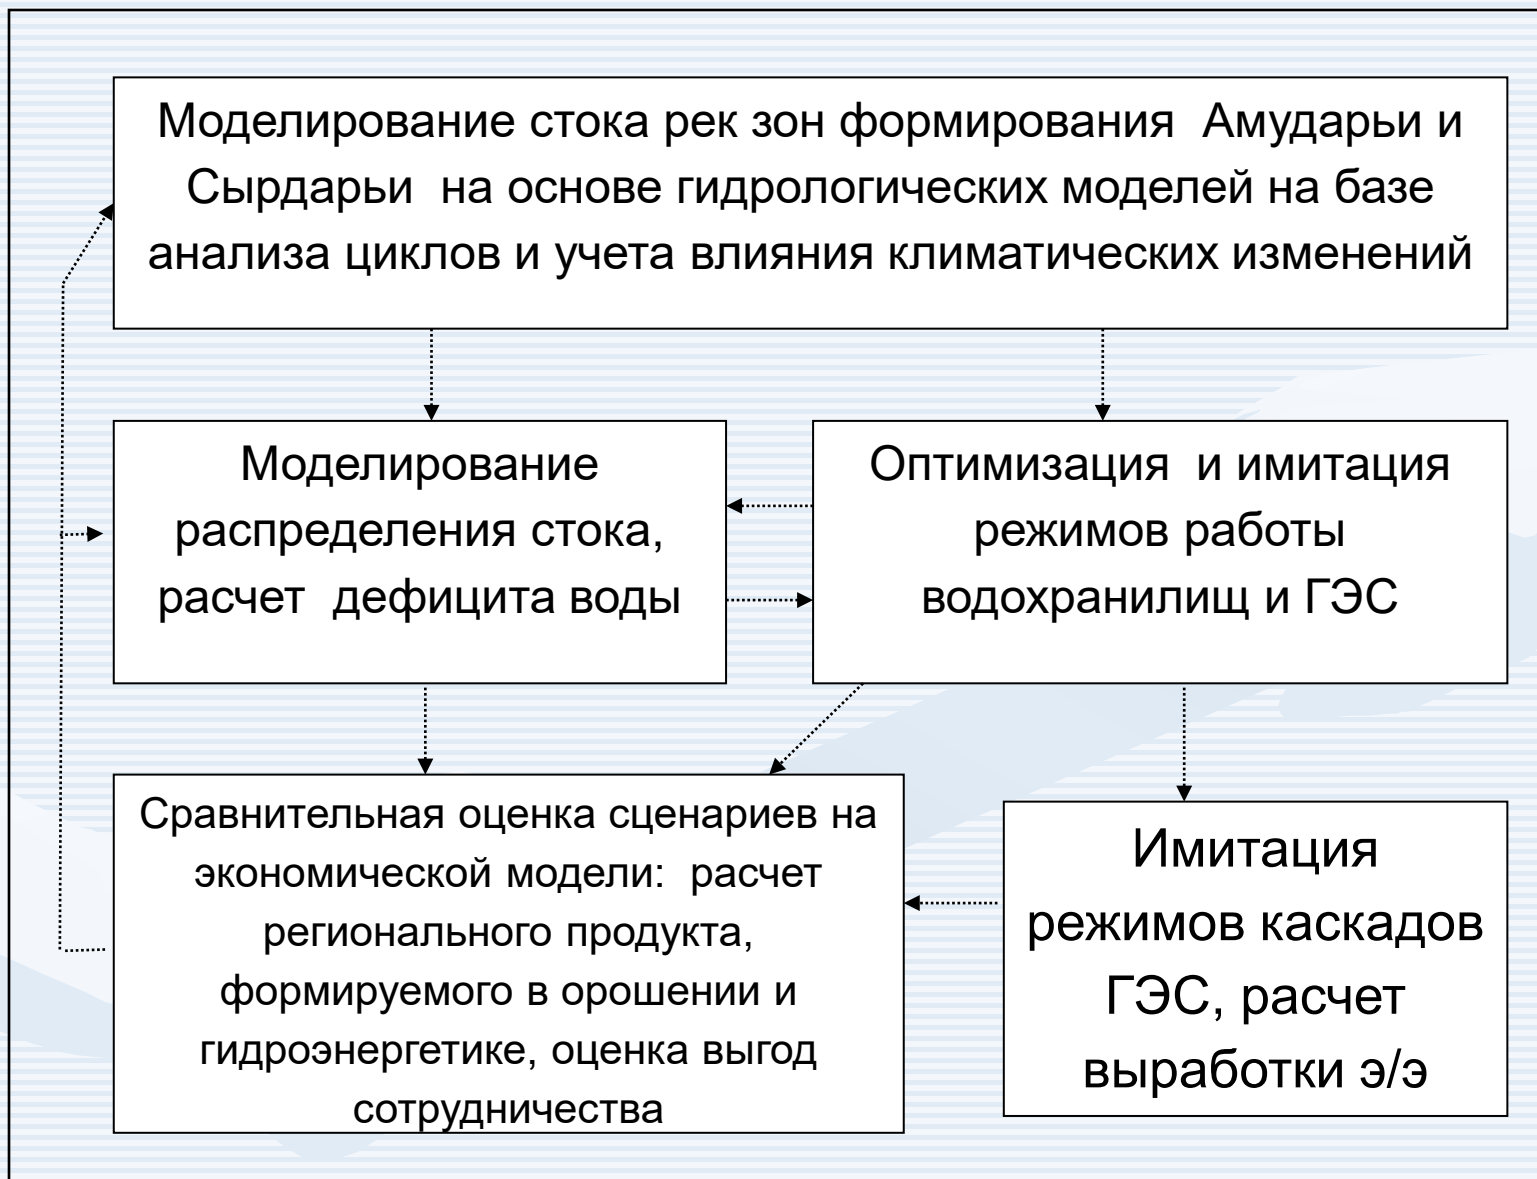 Моделирование стока рек зон формирования Амударьи и
Сырдарьи на основе гидрологических моделей на базе
анализа циклов и учета влияния климатических изменений
Моделирование
распределения стока,
расчет дефицита воды
Оптимизация и имитация
режимов работы
водохранилищ и ГЭС
Сравнительная оценка сценариев на
экономической модели: расчет
регионального продукта,
формируемого в орошении и
гидроэнергетике, оценка выгод
сотрудничества
Имитация
режимов каскадов
ГЭС, расчет
выработки э/э